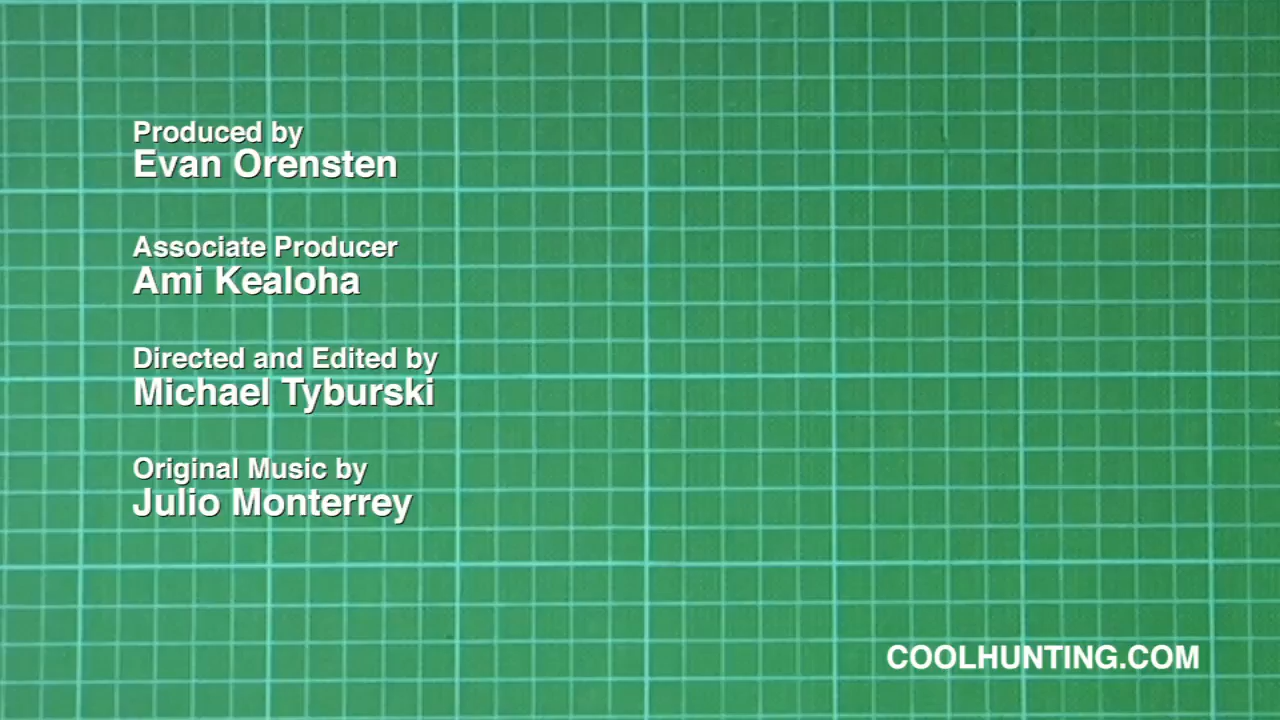 Produced by
Evan Orensten
Associate Producer
Ami Kealoha
Directed and Edited by
Michael Tyburski
Original Music by
Julio Monterrey
COOLHUNTING.COM